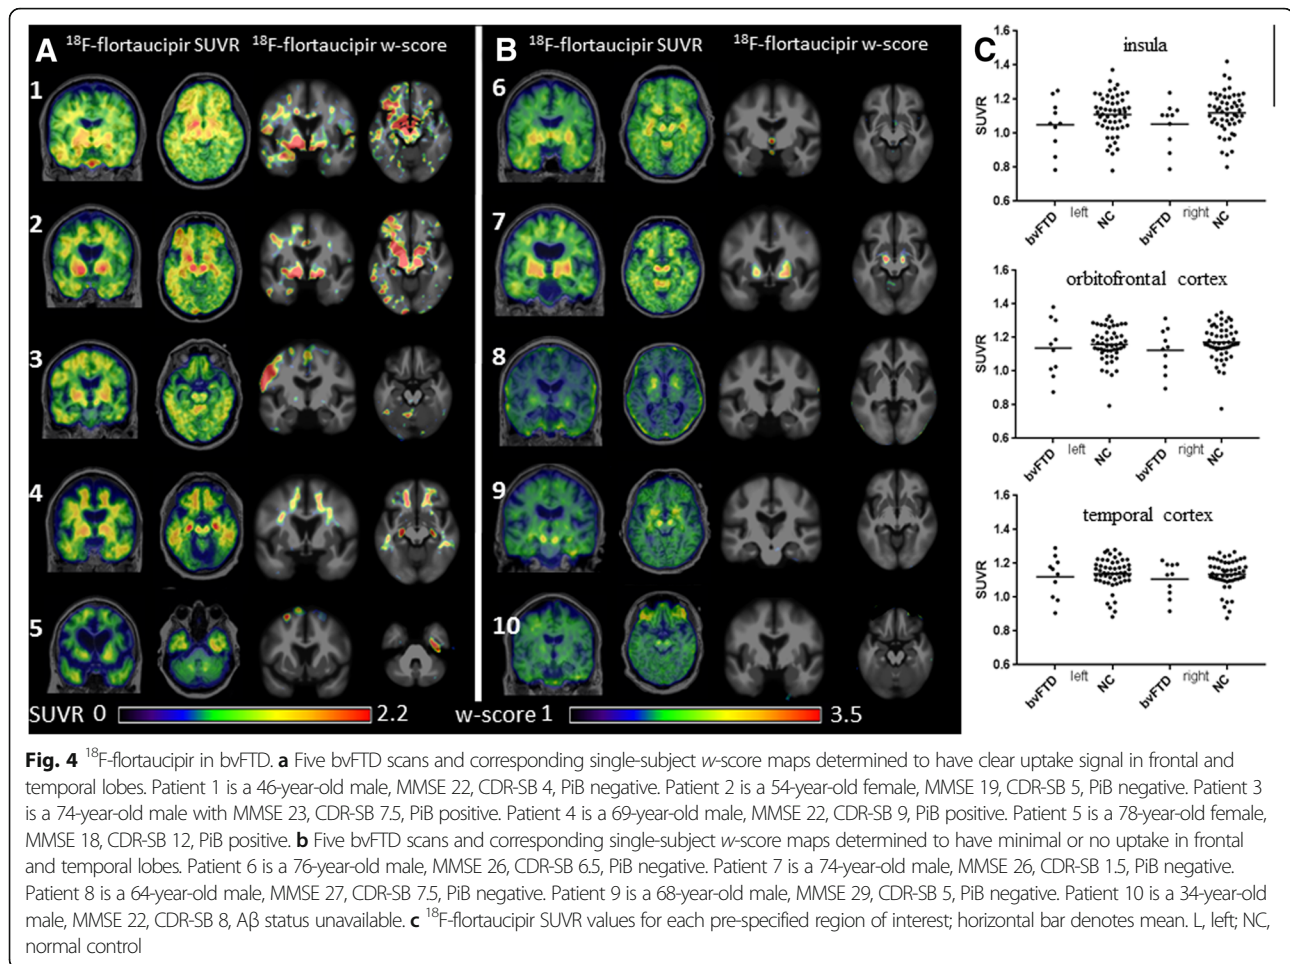 A ¹⁸F-flortaucipir SUVR ¹⁸F-flortaucipir w-score
1
2
3
4
5
B ¹⁸F-flortaucipir SUVR ¹⁸F-flortaucipir w-score
6
7
8
9
10
SUVR 0 2.2 w-score 1 3.5
C
insula
SUVR
1.6
1.4
1.2
1.0
0.8
0.6
bvFTD left NC bvFTD right NC
orbitofrontal cortex
SUVR
1.6
1.4
1.2
1.0
0.8
0.6
bvFTD left NC bvFTD right NC
temporal cortex
SUVR
1.6
1.4
1.2
1.0
0.8
0.6
bvFTD left NC bvFTD right NC
Fig. 4 ¹⁸F-flortaucipir in bvFTD. a Five bvFTD scans and corresponding single-subject w-score maps determined to have clear uptake signal in frontal and
temporal lobes. Patient 1 is a 46-year-old male, MMSE 22, CDR-SB 4, PiB negative. Patient 2 is a 54-year-old female, MMSE 19, CDR-SB 5, PiB negative. Patient 3
is a 74-year-old male with MMSE 23, CDR-SB 7.5, PiB positive. Patient 4 is a 69-year-old male, MMSE 22, CDR-SB 9, PiB positive. Patient 5 is a 78-year-old female,
MMSE 18, CDR-SB 12, PiB positive. b Five bvFTD scans and corresponding single-subject w-score maps determined to have minimal or no uptake in frontal
and temporal lobes. Patient 6 is a 76-year-old male, MMSE 26, CDR-SB 6.5, PiB negative. Patient 7 is a 74-year-old male, MMSE 26, CDR-SB 1.5, PiB negative.
Patient 8 is a 64-year-old male, MMSE 27, CDR-SB 7.5, PiB negative. Patient 9 is a 68-year-old male, MMSE 29, CDR-SB 5, PiB negative. Patient 10 is a 34-year-old
male, MMSE 22, CDR-SB 8, Aβ status unavailable. c ¹⁸F-flortaucipir SUVR values for each pre-specified region of interest; horizontal bar denotes mean. L, left; NC,
normal control